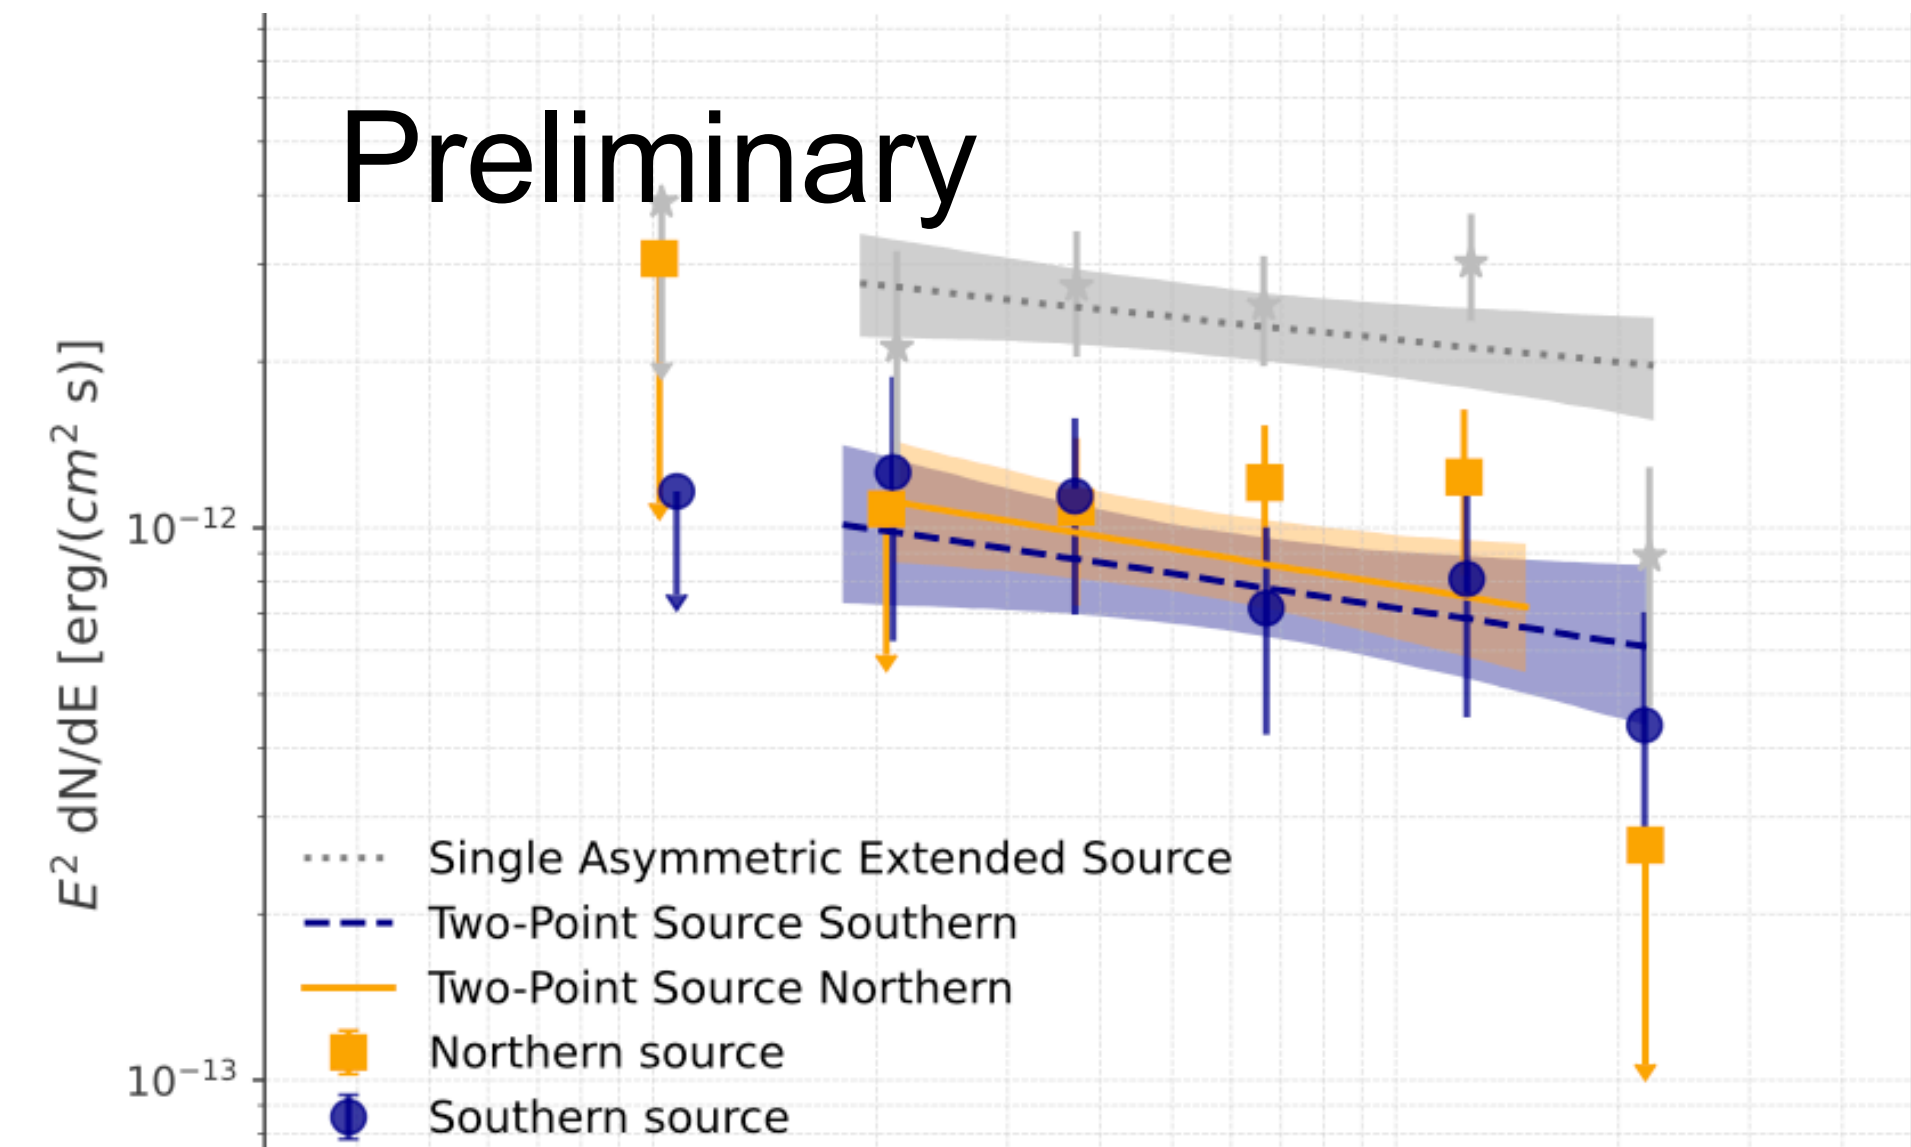 Preliminary
E² dN/dE [erg/(cm² s)]
10⁻¹²
10⁻¹³
Single Asymmetric Extended Source
Two-Point Source Southern
Two-Point Source Northern
Northern source
Southern source